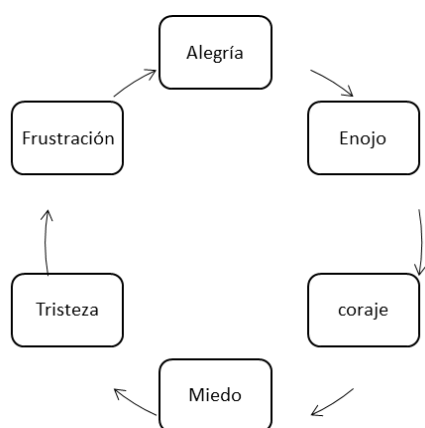 Alegría
Enojo
coraje
Miedo
Tristeza
Frustración